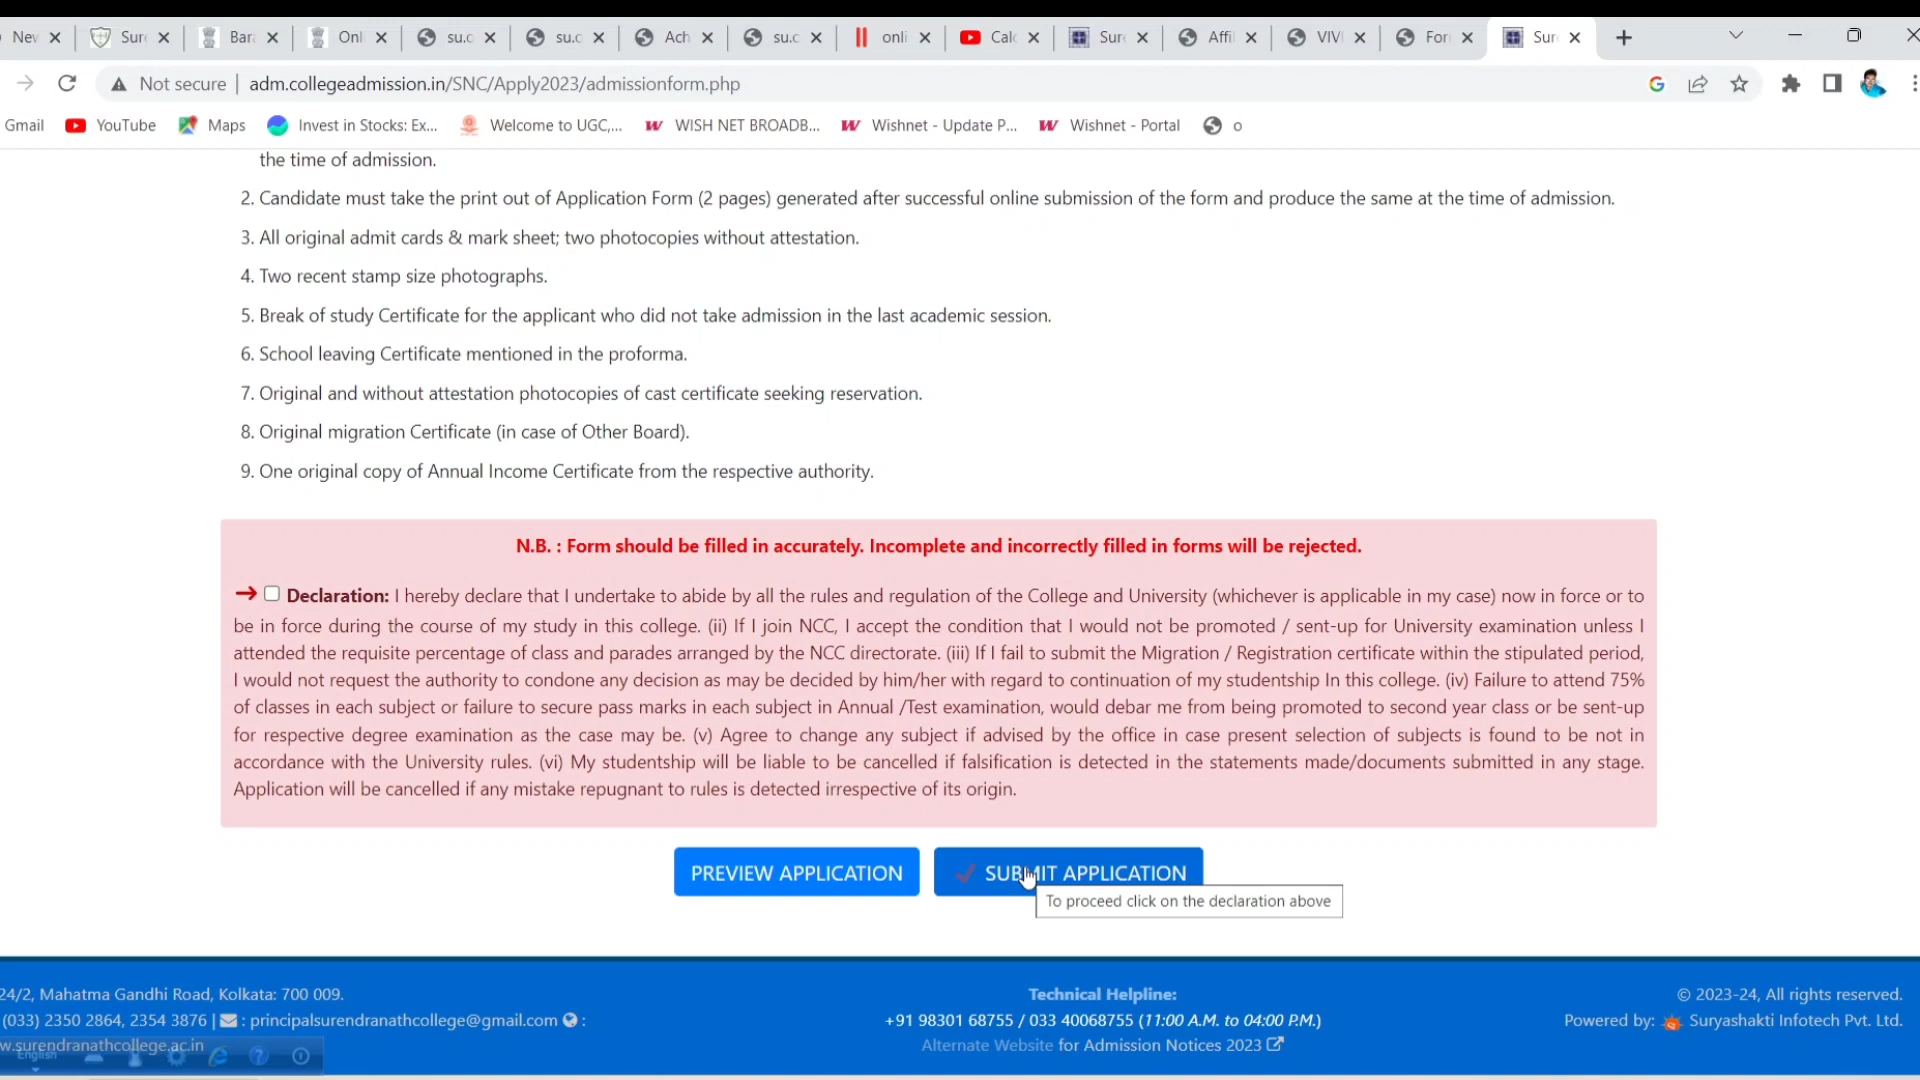 Nev Sur Bar Onl su.c su.c Ach su.c onli Cal Sur Affil VIVI For Sur
Not secure | adm.collegeadmission.in/SNC/Apply2023/admissionform.php
Gmail YouTube Maps Invest in Stocks: Ex... Welcome to UGC,... WISH NET BROADB... Wishnet - Update P... Wishnet - Portal o
the time of admission.
2. Candidate must take the print out of Application Form (2 pages) generated after successful online submission of the form and produce the same at the time of admission.
3. All original admit cards & mark sheet; two photocopies without attestation.
4. Two recent stamp size photographs.
5. Break of study Certificate for the applicant who did not take admission in the last academic session.
6. School leaving Certificate mentioned in the proforma.
7. Original and without attestation photocopies of cast certificate seeking reservation.
8. Original migration Certificate (in case of Other Board).
9. One original copy of Annual Income Certificate from the respective authority.
N.B. : Form should be filled in accurately. Incomplete and incorrectly filled in forms will be rejected.
Declaration: I hereby declare that I undertake to abide by all the rules and regulation of the College and University (whichever is applicable in my case) now in force or to
be in force during the course of my study in this college. (ii) If I join NCC, I accept the condition that I would not be promoted / sent-up for University examination unless I
attended the requisite percentage of class and parades arranged by the NCC directorate. (iii) If I fail to submit the Migration / Registration certificate within the stipulated period,
I would not request the authority to condone any decision as may be decided by him/her with regard to continuation of my studentship In this college. (iv) Failure to attend 75%
of classes in each subject or failure to secure pass marks in each subject in Annual /Test examination, would debar me from being promoted to second year class or be sent-up
for respective degree examination as the case may be. (v) Agree to change any subject if advised by the office in case present selection of subjects is found to be not in
accordance with the University rules. (vi) My studentship will be liable to be cancelled if falsification is detected in the statements made/documents submitted in any stage.
Application will be cancelled if any mistake repugnant to rules is detected irrespective of its origin.
PREVIEW APPLICATION SUBMIT APPLICATION
To proceed click on the declaration above
24/2, Mahatma Gandhi Road, Kolkata: 700 009. Technical Helpline: © 2023-24, All rights reserved.
(033) 2350 2864, 2354 3876 | : principalsurendranathcollege@gmail.com : +91 98301 68755 / 033 40068755 (11:00 A.M. to 04:00 P.M.) Powered by: Suryashakti Infotech Pvt. Ltd.
w.surendranathcollege.ac.in Alternate Website for Admission Notices 2023
English